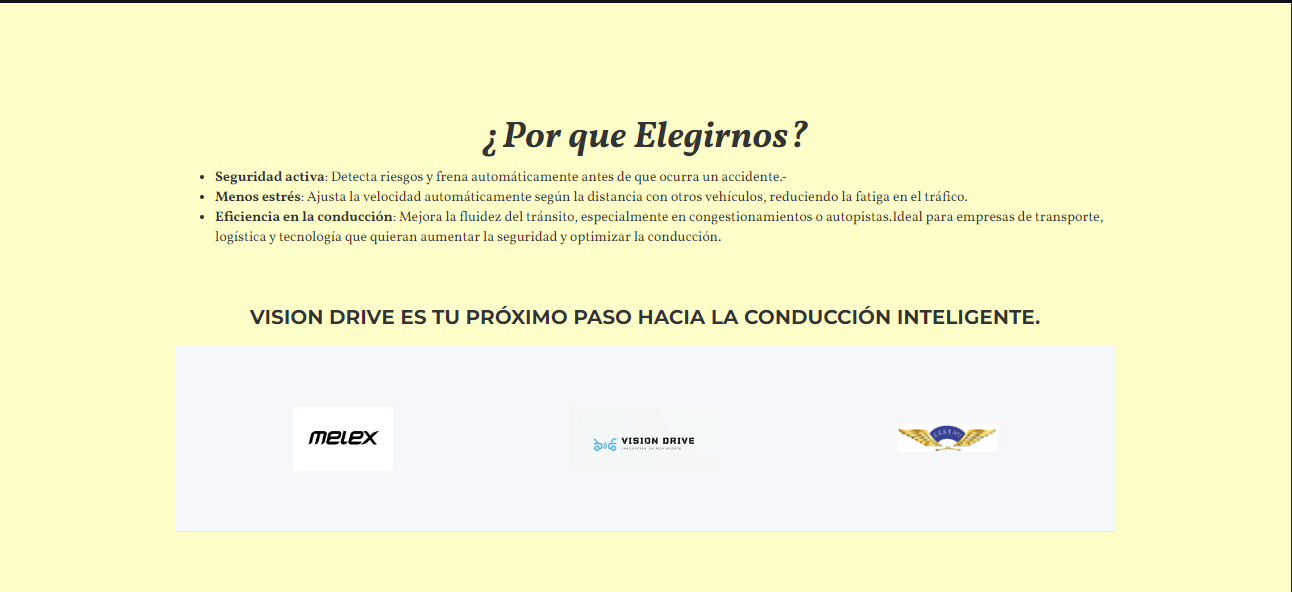 ¿Por que Elegirnos?
Seguridad activa: Detecta riesgos y frena automáticamente antes de que ocurra un accidente.-
Menos estrés: Ajusta la velocidad automáticamente según la distancia con otros vehículos, reduciendo la fatiga en el tráfico.
Eficiencia en la conducción: Mejora la fluidez del tránsito, especialmente en congestionamientos o autopistas.Ideal para empresas de transporte,
logística y tecnología que quieran aumentar la seguridad y optimizar la conducción.
VISION DRIVE ES TU PRÓXIMO PASO HACIA LA CONDUCCIÓN INTELIGENTE.
melex
VISION DRIVE